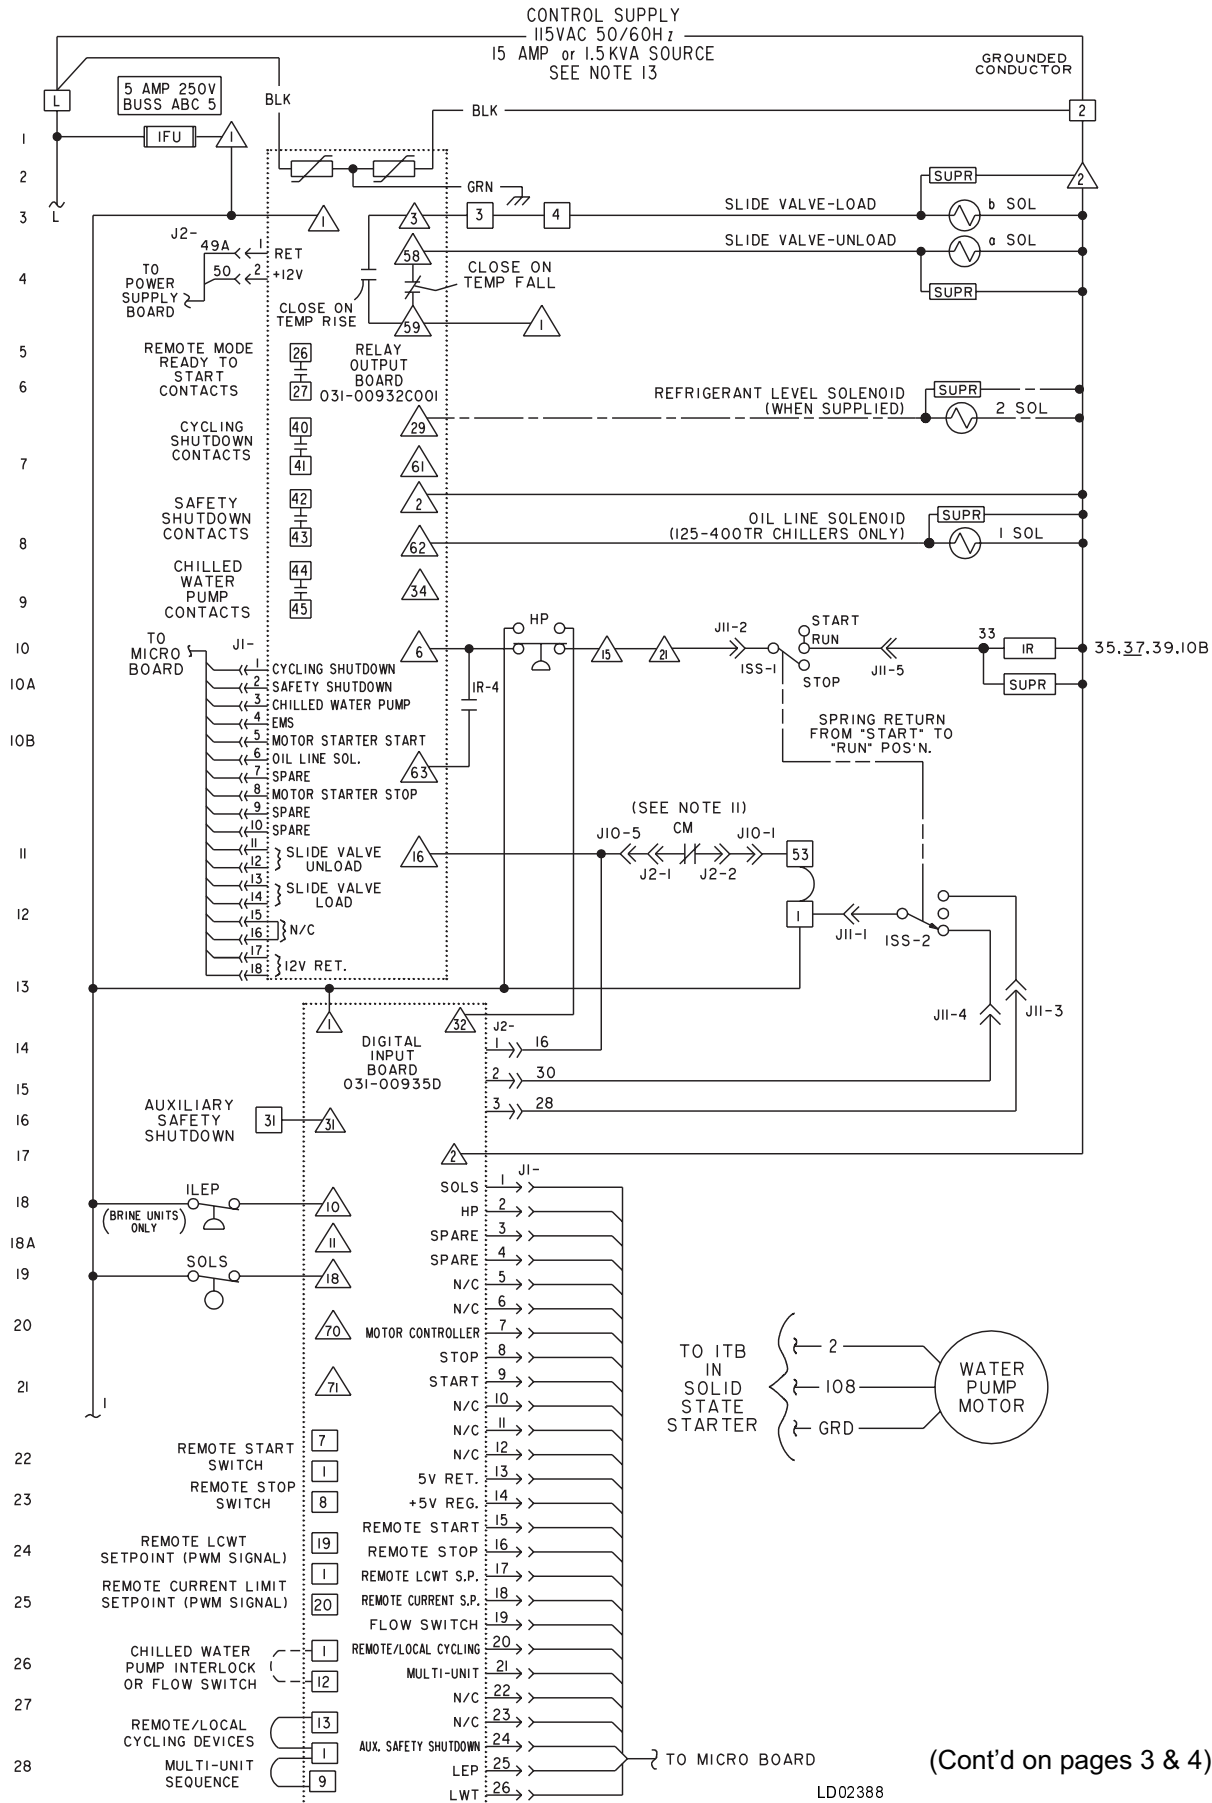 CONTROL SUPPLY
115VAC 50/60Hz
15 AMP or 1.5KVA SOURCE
SEE NOTE 13
GROUNDED
CONDUCTOR
L
5 AMP 250V
BUSS ABC 5
BLK
BLK
2
1
1FU
1
2
SUPR
2
GRN
L
3
1
3
3
4
SLIDE VALVE-LOAD
b SOL
J2-
49A
1
RET
58
SLIDE VALVE-UNLOAD
a SOL
4
TO
POWER
SUPPLY
BOARD
50
2
+12V
CLOSE ON
TEMP FALL
SUPR
CLOSE ON
TEMP RISE
59
1
5
REMOTE MODE
READY TO
START
CONTACTS
26
27
RELAY
OUTPUT
BOARD
031-00932C001
6
REFRIGERANT LEVEL SOLENOID
(WHEN SUPPLIED)
SUPR
2 SOL
29
CYCLING
SHUTDOWN
CONTACTS
40
41
7
61
SAFETY
SHUTDOWN
CONTACTS
42
43
2
8
62
OIL LINE SOLENOID
(125-400TR CHILLERS ONLY)
SUPR
1 SOL
CHILLED
WATER
PUMP
CONTACTS
44
45
34
9
HP
10
TO
MICRO
BOARD
J1-
6
15
21
J11-2
1SS-1
START
RUN
STOP
J11-5
33
1R
35,37,39,10B
SUPR
10A
1R-4
1 CYCLING SHUTDOWN
2 SAFETY SHUTDOWN
3 CHILLED WATER PUMP
4 EMS
10B
5 MOTOR STARTER START
6 OIL LINE SOL.
7 SPARE
63
8 MOTOR STARTER STOP
9 SPARE
10 SPARE
SPRING RETURN
FROM "START" TO
"RUN" POS'N.
11
11
12
SLIDE VALVE
UNLOAD
16
(SEE NOTE 11)
CM
J10-5
J2-1
J2-2
J10-1
53
13
14
SLIDE VALVE
LOAD
12
15
16
N/C
1
J11-1
1SS-2
17
18
12V RET.
13
J11-4
J11-3
1
32
J2-
14
DIGITAL
INPUT
BOARD
031-00935D
1
16
15
2
30
3
28
16
AUXILIARY
SAFETY
SHUTDOWN
31
31
17
2
J1-
SOLS 1
18
1LEP
(BRINE UNITS
ONLY)
10
HP 2
SPARE 3
18A
11
SPARE 4
19
SOLS
18
N/C 5
N/C 6
20
70
MOTOR CONTROLLER 7
STOP 8
21
71
START 9
N/C 10
1
N/C 11
N/C 12
TO 1TB
IN
SOLID
STATE
STARTER
2
108
GRD
WATER
PUMP
MOTOR
22
REMOTE START
SWITCH
7
1
5V RET. 13
23
REMOTE STOP
SWITCH
8
+5V REG. 14
REMOTE START 15
24
REMOTE LCWT
SETPOINT (PWM SIGNAL)
19
REMOTE STOP 16
1
REMOTE LCWT S.P. 17
25
REMOTE CURRENT LIMIT
SETPOINT (PWM SIGNAL)
20
REMOTE CURRENT S.P. 18
FLOW SWITCH 19
26
CHILLED WATER
PUMP INTERLOCK
OR FLOW SWITCH
1
12
REMOTE/LOCAL CYCLING 20
MULTI-UNIT 21
27
N/C 22
REMOTE/LOCAL
CYCLING DEVICES
13
N/C 23
1
AUX. SAFETY SHUTDOWN 24
28
MULTI-UNIT
SEQUENCE
9
LEP 25
LWT 26
TO MICRO BOARD
(Cont'd on pages 3 & 4)
LD02388